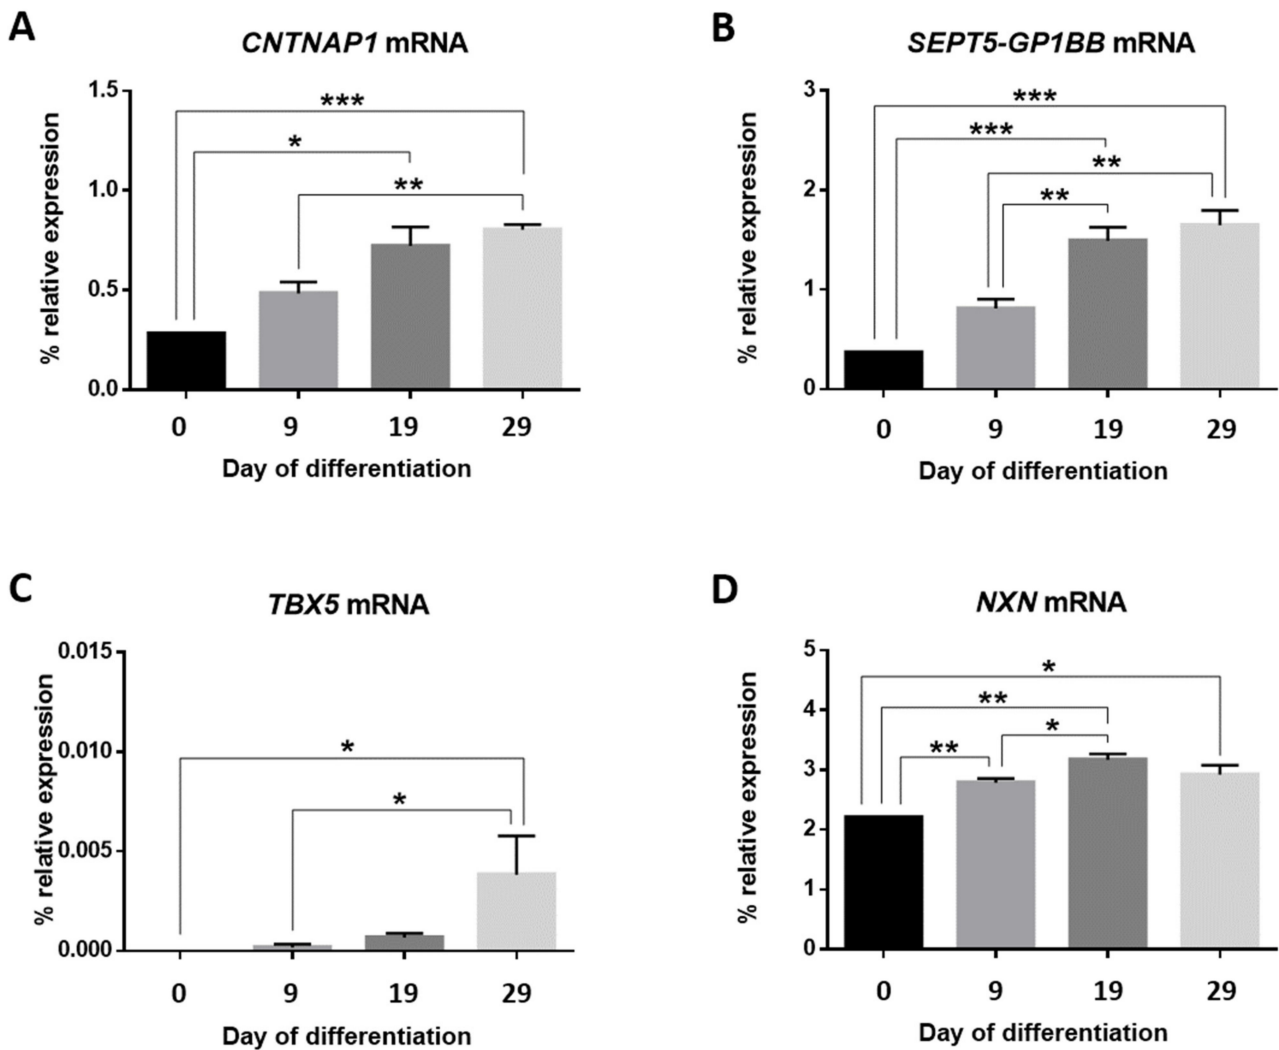 A
CNTNAP1 mRNA
% relative expression
1.5
1.0
0.5
0.0
***
*
**
0 9 19 29
Day of differentiation
B
SEPT5-GP1BB mRNA
% relative expression
3
2
1
0
***
***
**
**
0 9 19 29
Day of differentiation
C
TBX5 mRNA
% relative expression
0.015
0.010
0.005
0.000
*
*
0 9 19 29
Day of differentiation
D
NXN mRNA
% relative expression
5
4
3
2
1
0
*
**
*
**
0 9 19 29
Day of differentiation